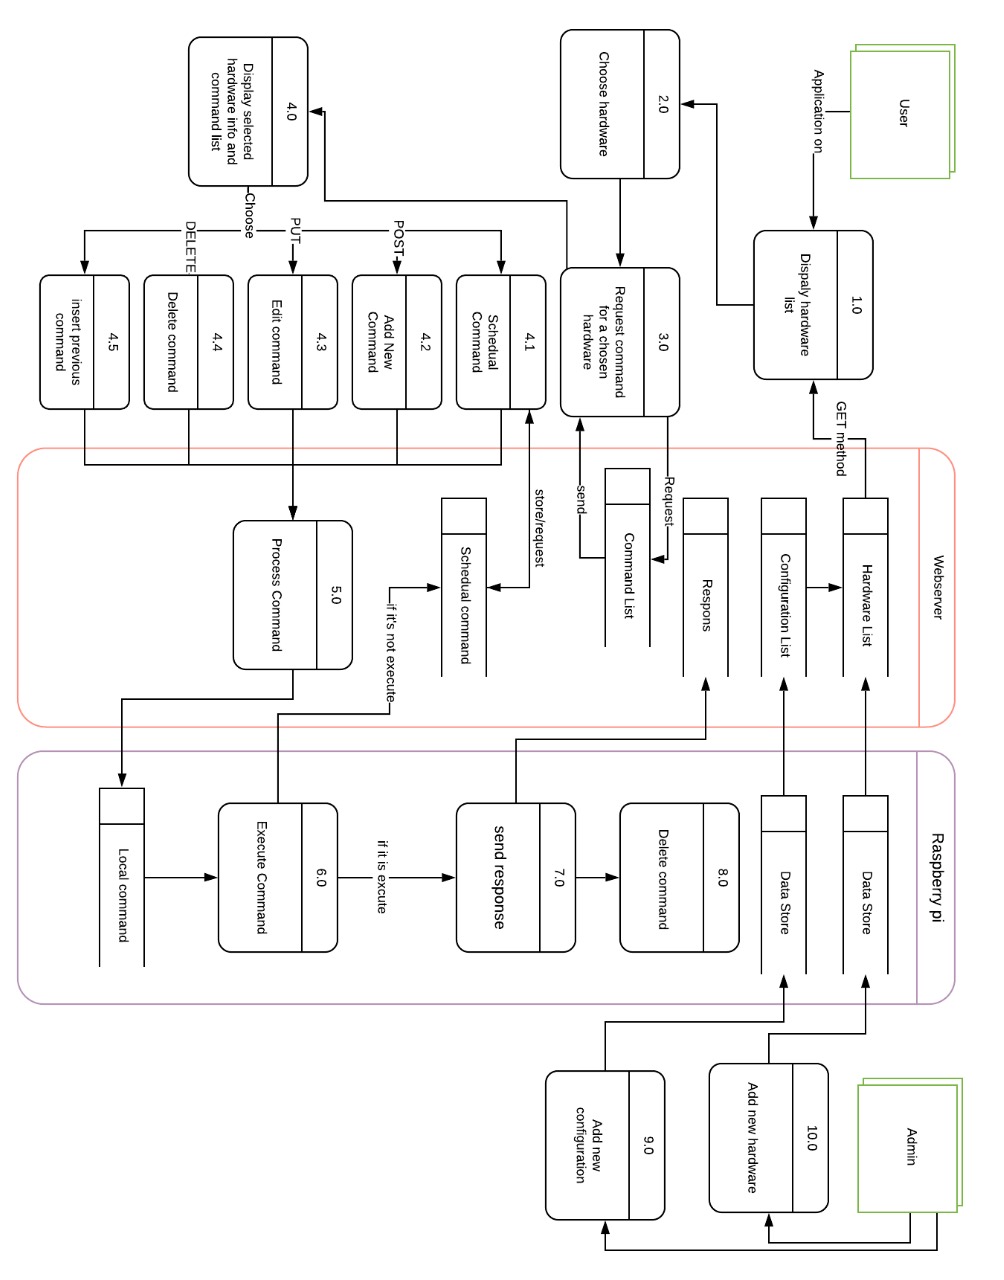 User
Application on
1.0
Dispaly hardware
list
GET method
2.0
Choose hardware
3.0
Request command
for a chosen
hardware
Request
send
4.0
Display selected
hardware info and
command list
Choose
POST
PUT
DELETE
4.1
Schedual
Command
4.2
Add New
Command
4.3
Edit command
4.4
Delete command
4.5
insert previous
command
Webserver
Hardware List
Configuration List
Respons
Command List
store/request
Schedual command
5.0
Process Command
if it's not execute
Raspberry pi
Data Store
Data Store
8.0
Delete command
7.0
send response
if it is excute
6.0
Execute Command
Local command
Admin
10.0
Add new hardware
9.0
Add new
configuration